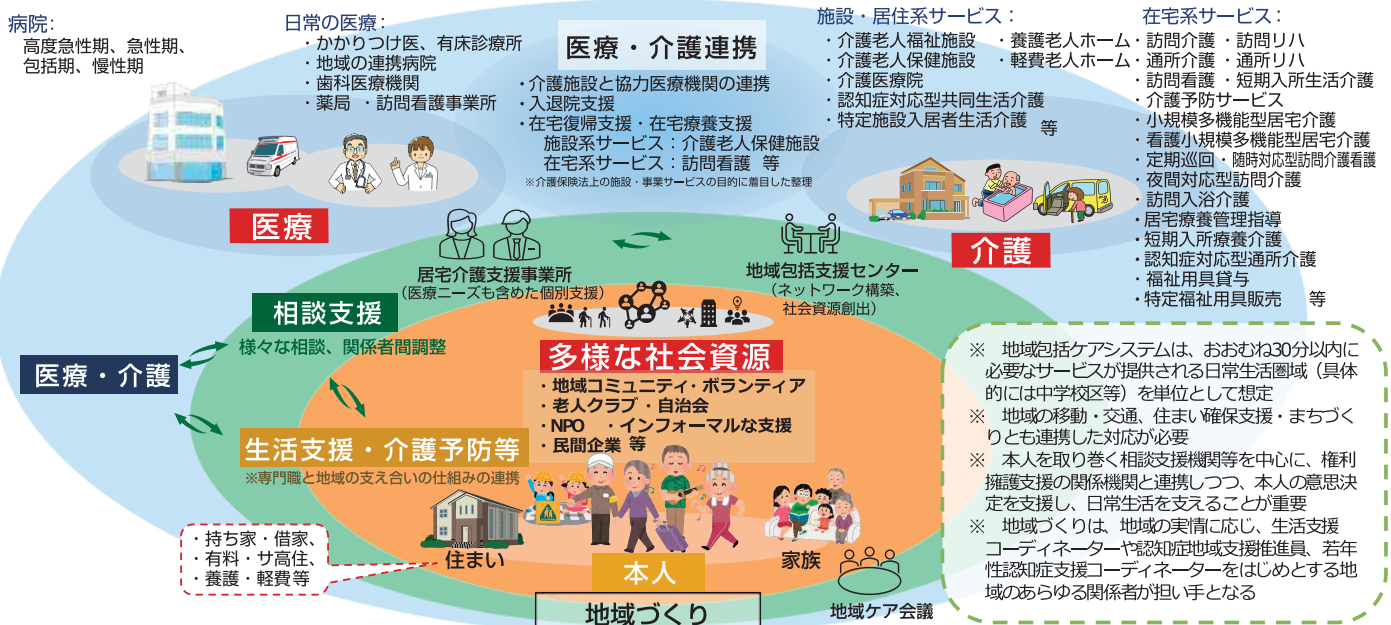 病院：
高度急性期、急性期、
包括期、慢性期
日常の医療：
・かかりつけ医、有床診療所
・地域の連携病院
・歯科医療機関
・薬局　・訪問看護事業所
医療
医療・介護連携
・介護施設と協力医療機関の連携
・入退院支援
・在宅復帰支援・在宅療養支援
施設系サービス：介護老人保健施設
在宅系サービス：訪問看護　等
※介護保険法上の施設・事業サービスの目的に着目した整理
施設・居住系サービス：
・介護老人福祉施設　・養護老人ホーム
・介護老人保健施設　・軽費老人ホーム
・介護医療院
・認知症対応型共同生活介護
・特定施設入居者生活介護　等
介護
在宅系サービス：
・訪問介護　・訪問リハ
・通所介護　・通所リハ
・訪問看護　・短期入所生活介護
・介護予防サービス
・小規模多機能型居宅介護
・看護小規模多機能型居宅介護
・定期巡回・随時対応型訪問介護看護
・夜間対応型訪問介護
・訪問入浴介護
・居宅療養管理指導
・短期入所療養介護
・認知症対応型通所介護
・福祉用具貸与
・特定福祉用具販売　　等
居宅介護支援事業所
（医療ニーズも含めた個別支援）
地域包括支援センター
（ネットワーク構築、
社会資源創出）
相談支援
様々な相談、関係者間調整
医療・介護
多様な社会資源
・地域コミュニティ・ボランティア
・老人クラブ・自治会
・NPO　・インフォーマルな支援
・民間企業 等
生活支援・介護予防等
※専門職と地域の支え合いの仕組みの連携
・持ち家・借家、
・有料・サ高住、
・養護・軽費等
住まい
本人
家族
地域づくり
地域ケア会議
※　地域包括ケアシステムは、おおむね30分以内に
必要なサービスが提供される日常生活圏域（具体
的には中学校区等）を単位として想定
※　地域の移動・交通、住まい確保支援・まちづく
りとも連携した対応が必要
※　本人を取り巻く相談支援機関等を中心に、権利
擁護支援の関係機関と連携しつつ、本人の意思決
定を支援し、日常生活を支えることが重要
※　地域づくりは、地域の実情に応じ、生活支援
コーディネーターや認知症地域支援推進員、若年
性認知症支援コーディネーターをはじめとする地
域のあらゆる関係者が担い手となる